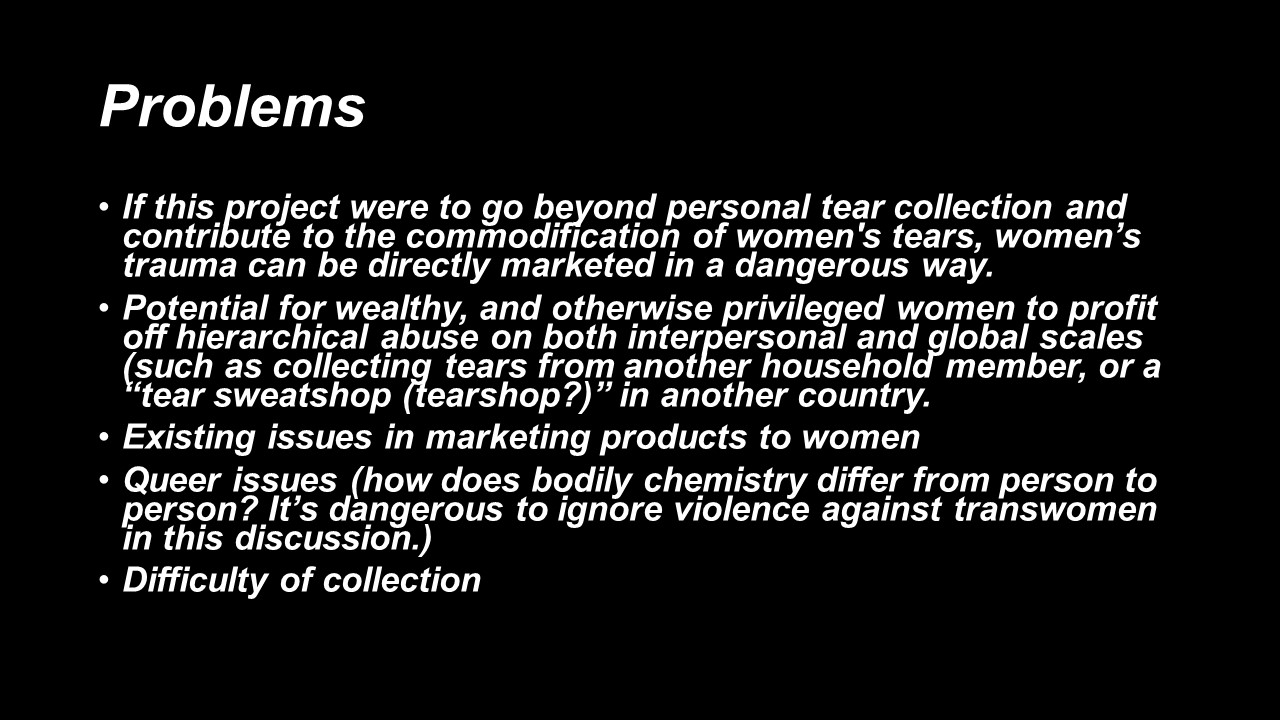 Problems
• If this project were to go beyond personal tear collection and
contribute to the commodification of women's tears, women’s
trauma can be directly marketed in a dangerous way.
• Potential for wealthy, and otherwise privileged women to profit
off hierarchical abuse on both interpersonal and global scales
(such as collecting tears from another household member, or a
“tear sweatshop (tearshop?)” in another country.
• Existing issues in marketing products to women
• Queer issues (how does bodily chemistry differ from person to
person? It’s dangerous to ignore violence against transwomen
in this discussion.)
• Difficulty of collection